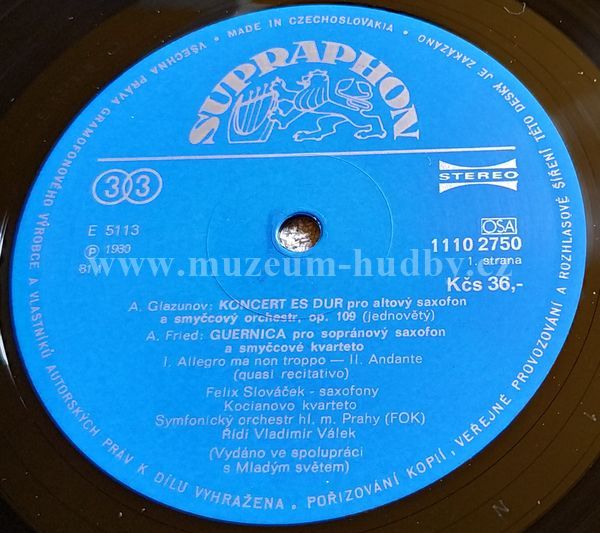 VŠECHNA PRÁVA GRAMOFONOVÉHO VÝROBCE A VLASTNÍKŮ AUTORSKÝCH PRÁV K DÍLU VYHRAŽENA. POŘIZOVÁNÍ KOPIÍ, VEŘEJNÉ PROVOZOVÁNÍ A ROZHLASOVÉ ŠÍŘENÍ TÉTO DESKY JE ZAKÁZÁNO • MADE IN CZECHOSLOVAKIA •
SUPRAPHON
33
STEREO
E 5113
OSA
℗ 1980
1110 2750
81
1. strana
www.muzeum-hudby.cz
Kčs 36,-
A. Glazunov: KONCERT ES DUR pro altový saxofon
a smyčcový orchestr, op. 109 (jednovětý)
A. Fried: GUERNICA pro sopránový saxofon
a smyčcové kvarteto
I. Allegro ma non troppo — II. Andante
(quasi recitativo)
Felix Slováček - saxofony
Kocianovo kvarteto
Symfonický orchestr hl. m. Prahy (FOK)
Řídí Vladimír Válek
(Vydáno ve spolupráci
s Mladým světem)
N